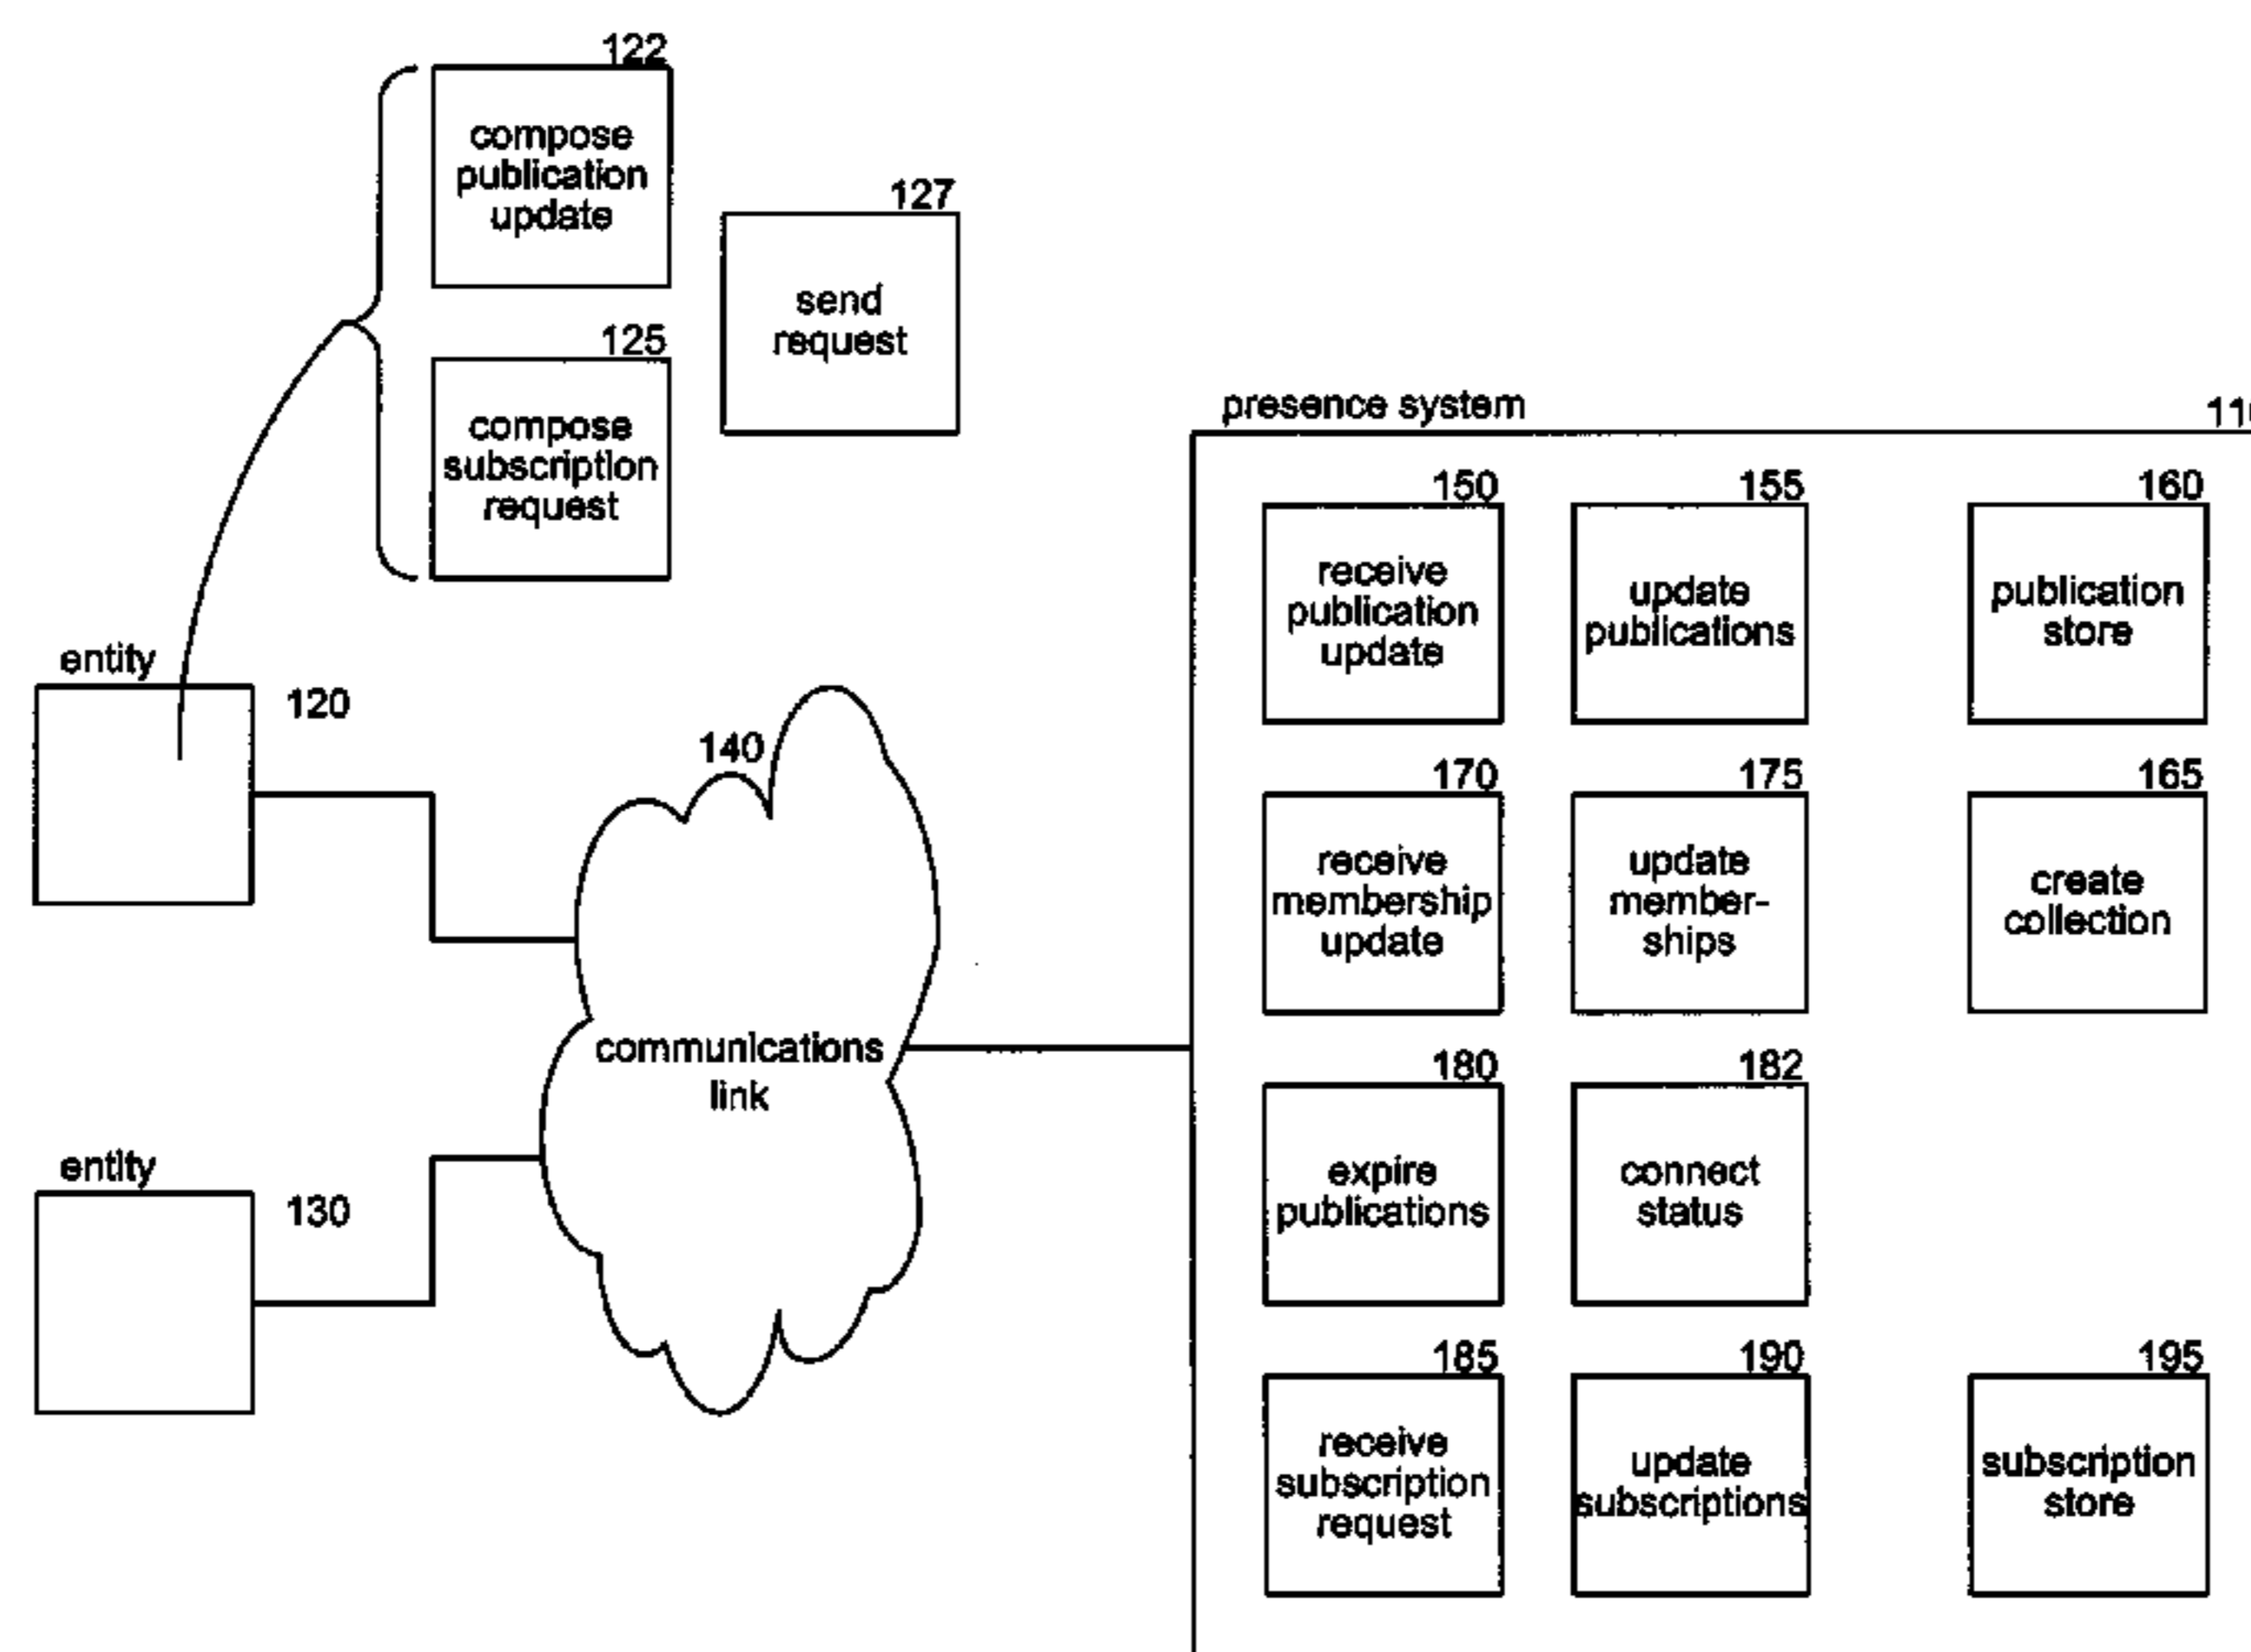 122
compose
publication
update
127
send
request
125
compose
subscription
request
presence system
150
receive
publication
update
155
update
publications
160
publication
store
entity
120
140
communications
link
170
receive
membership
update
175
update
member-
ships
165
create
collection
180
expire
publications
182
connect
status
entity
130
185
receive
subscription
request
190
update
subscriptions
195
subscription
store